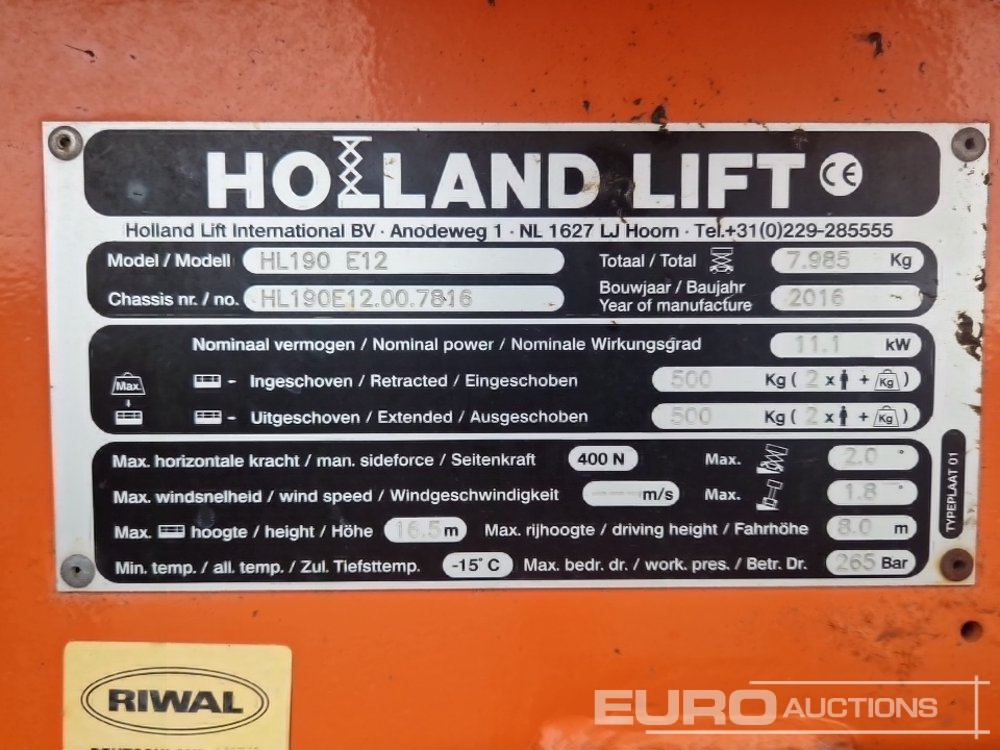 HOLLAND LIFT CE
Holland Lift International BV · Anodeweg 1 · NL 1627 LJ Hoorn · Tel.+31(0)229-285555
Model / Modell HL190 E12 Totaal / Total 7.985 Kg
Chassis nr. / no. HL190E12.00.7816 Bouwjaar / Baujahr
Year of manufacture 2016
Nominaal vermogen / Nominal power / Nominale Wirkungsgrad 11.1 kW
Max. Ingeschoven / Retracted / Eingeschoben 500 Kg ( 2 x + Kg )
Uitgeschoven / Extended / Ausgeschoben 500 Kg ( 2 x + Kg )
Max. horizontale kracht / man. sideforce / Seitenkraft 400 N Max. 2.0 °
Max. windsnelheid / wind speed / Windgeschwindigkeit ----- m/s Max. 1.8 °
Max. hoogte / height / Höhe 16.5 m Max. rijhoogte / driving height / Fahrhöhe 8.0 m
Min. temp. / all. temp. / Zul. Tiefsttemp. -15° C Max. bedr. dr. / work. pres. / Betr. Dr. 265 Bar
TYPEPLAAT 01
RIWAL
EURO AUCTIONS